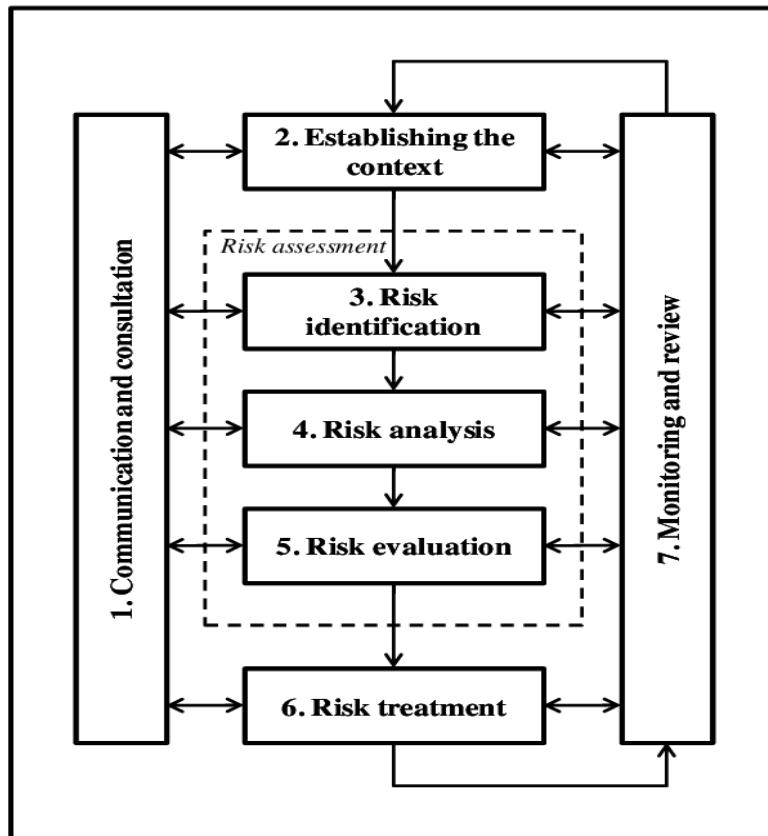 1. Communication and consultation
2. Establishing the
context
Risk assessment
3. Risk
identification
4. Risk analysis
5. Risk evaluation
6. Risk treatment
7. Monitoring and review